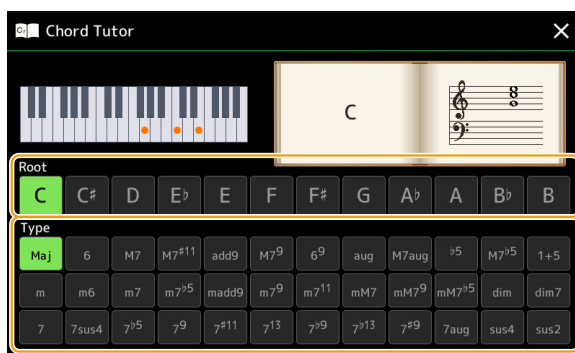 C♯ Chord Tutor
C
Root
C C♯ D E♭ E F F♯ G A♭ A B♭ B
Type
Maj 6 M7 M7♯11 add9 M79 69 aug M7aug ♭5 M7♭5 1+5
m m6 m7 m7♭5 madd9 m79 m711 mM7 mM79 mM7♭5 dim dim7
7 7sus4 7♭5 79 7♯11 713 7♭9 7♭13 7♯9 7aug sus4 sus2